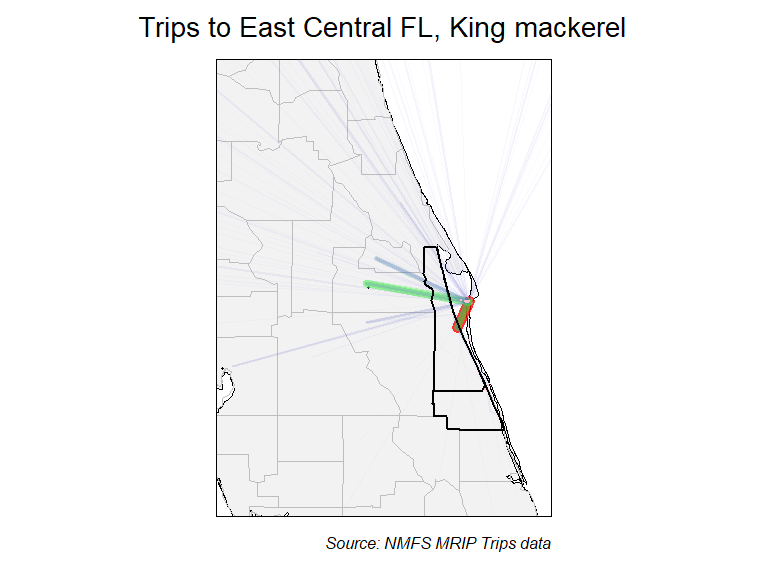 Trips to East Central FL, King mackerel
Source: NMFS MRIP Trips data